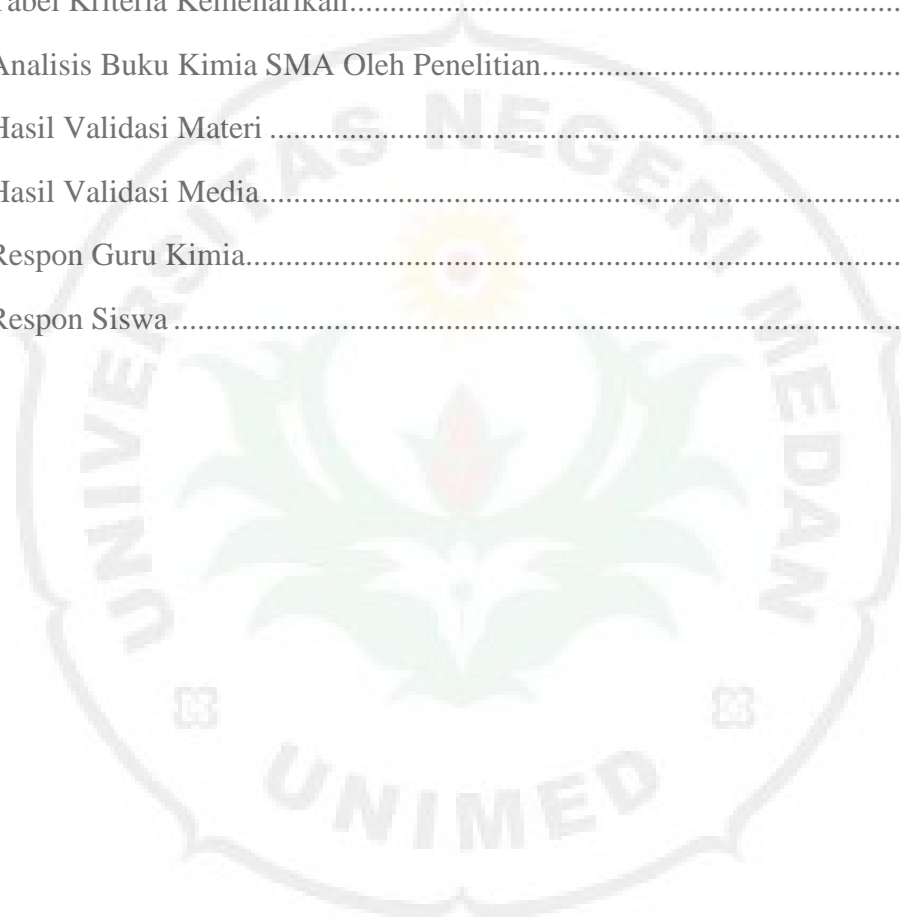 Tabel Kriteria Kemenarikan..............................................................................
Analisis Buku Kimia SMA Oleh Penelitian..................................................
Hasil Validasi Materi ........................................................................................
Hasil Validasi Media.........................................................................................
Respon Guru Kimia...........................................................................................
Respon Siswa ....................................................................................................
UNIVERSITAS NEGERI MEDAN
UNIMED